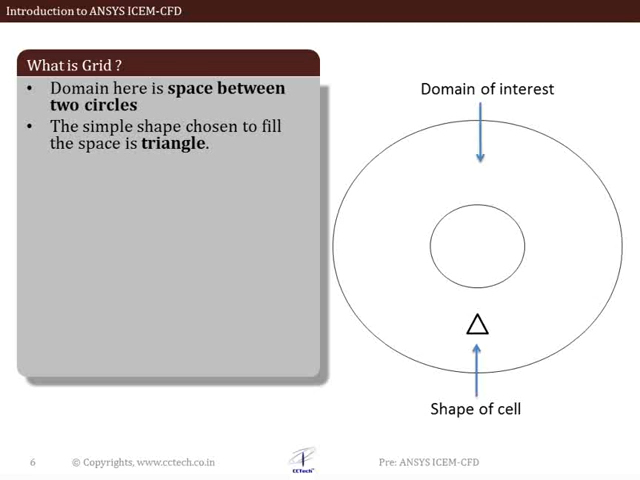 Introduction to ANSYS ICEM-CFD
What is Grid ?
• Domain here is space between
two circles
• The simple shape chosen to fill
the space is triangle.
Domain of interest
Shape of cell
6
© Copyrights, www.cctech.co.in
CCTech
Pre: ANSYS ICEM-CFD